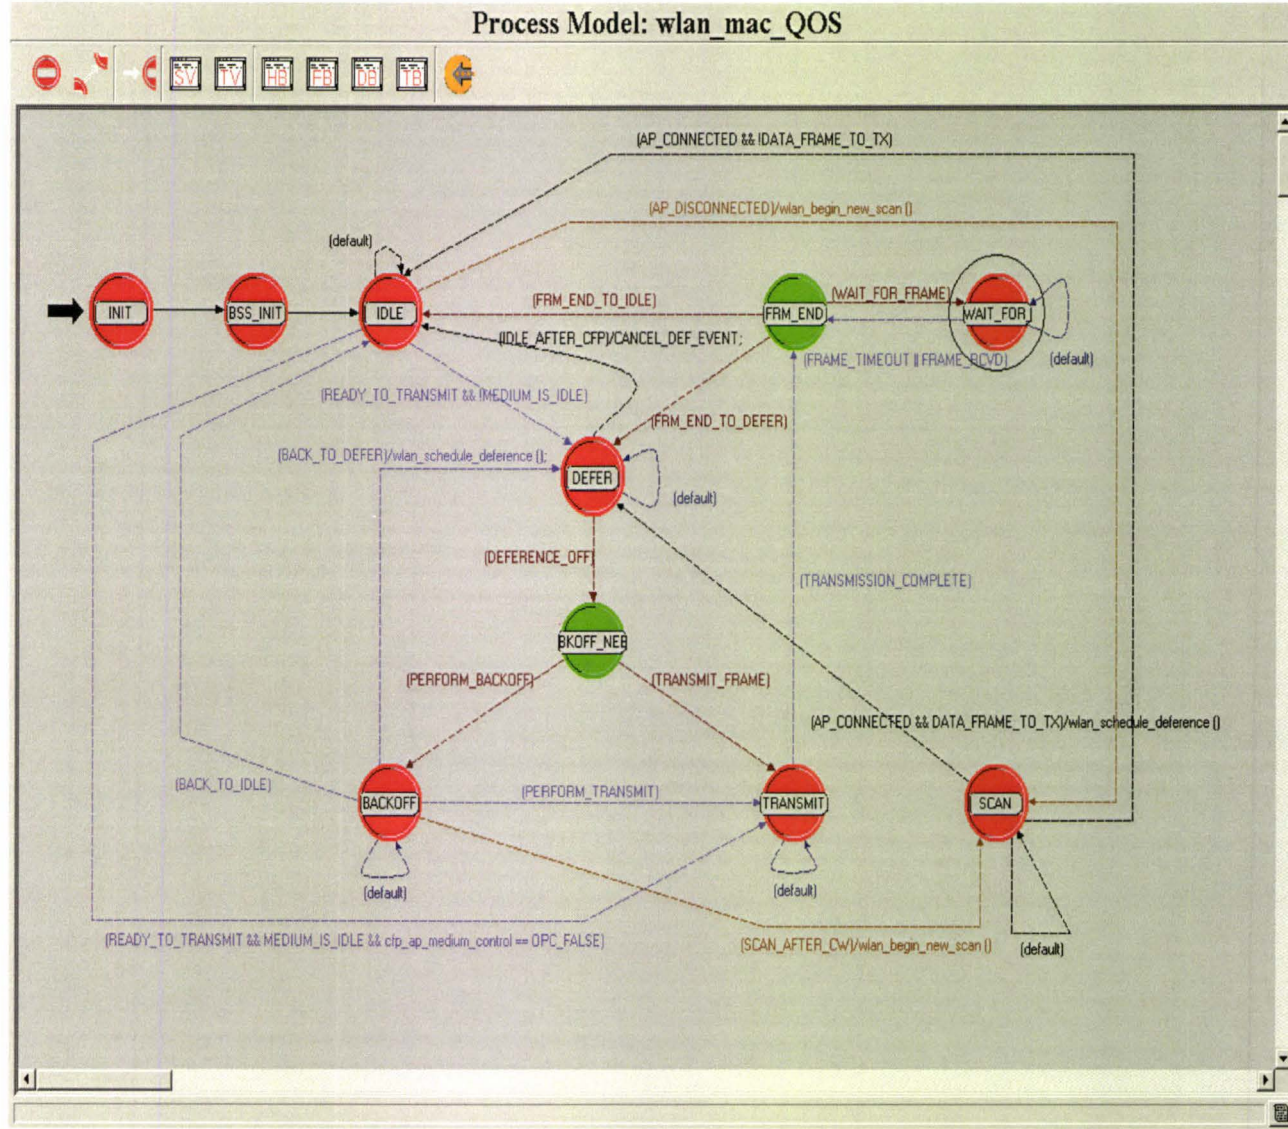 Process Model: wlan_mac_QOS
SV TV HB FB DB TB
(AP_CONNECTED && !DATA_FRAME_TO_TX)
(AP_DISCONNECTED)/wlan_begin_new_scan ()
(default)
INIT
BSS_INIT
IDLE
(FRM_END_TO_IDLE)
FRM_END
(WAIT_FOR_FRAME)
WAIT_FOR_
(IDLE_AFTER_CFP)/CANCEL_DEF_EVENT;
(FRAME_TIMEOUT || FRAME_RCVD)
(default)
(READY_TO_TRANSMIT && !MEDIUM_IS_IDLE)
(FRM_END_TO_DEFER)
(BACK_TO_DEFER)/wlan_schedule_deference ();
DEFER
(default)
(DEFERENCE_OFF)
(TRANSMISSION_COMPLETE)
BKOFF_NEE
(PERFORM_BACKOFF)
(TRANSMIT_FRAME)
(AP_CONNECTED && DATA_FRAME_TO_TX)/wlan_schedule_deference ()
(BACK_TO_IDLE)
BACKOFF
(PERFORM_TRANSMIT)
TRANSMIT
SCAN
(default)
(default)
(READY_TO_TRANSMIT && MEDIUM_IS_IDLE && cfp_ap_medium_control == OPC_FALSE)
(SCAN_AFTER_CW)/wlan_begin_new_scan ()
(default)